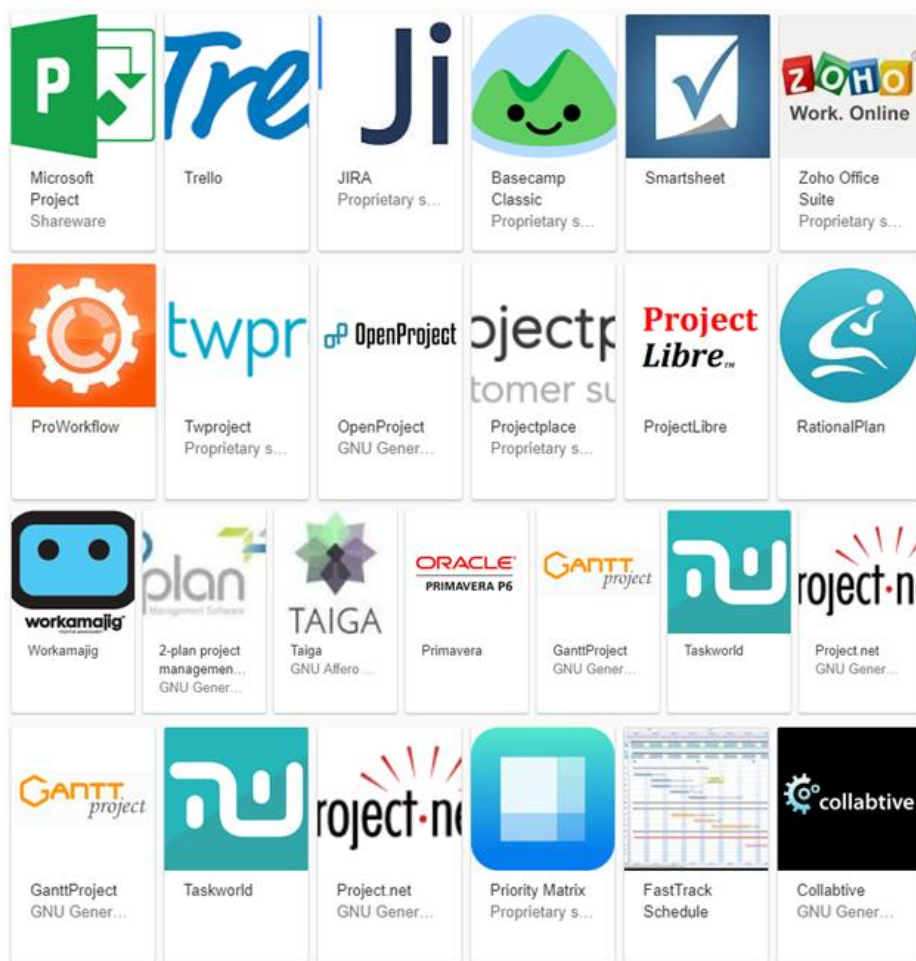 P
Tre
Ji
ZOHO
Work. Online
Microsoft
Project
Shareware
Trello
JIRA
Proprietary s...
Basecamp
Classic
Proprietary s...
Smartsheet
Zoho Office
Suite
Proprietary s...
twpr
OpenProject
ojectp
tomer su
Project
Libre™
ProWorkflow
Twproject
Proprietary s...
OpenProject
GNU Gener...
Projectplace
Proprietary s...
ProjectLibre
RationalPlan
workamajig
plan
Management Software
TAIGA
ORACLE
PRIMAVERA P6
GANTT
project
roject·n
Workamajig
2-plan project
managemen...
GNU Gener...
Taiga
GNU Affero ...
Primavera
GanttProject
GNU Gener...
Taskworld
Project.net
GNU Gener...
GANTT
project
roject·ne
collabtive
GanttProject
GNU Gener...
Taskworld
Project.net
GNU Gener...
Priority Matrix
Proprietary s...
FastTrack
Schedule
Collabtive
GNU Gener...